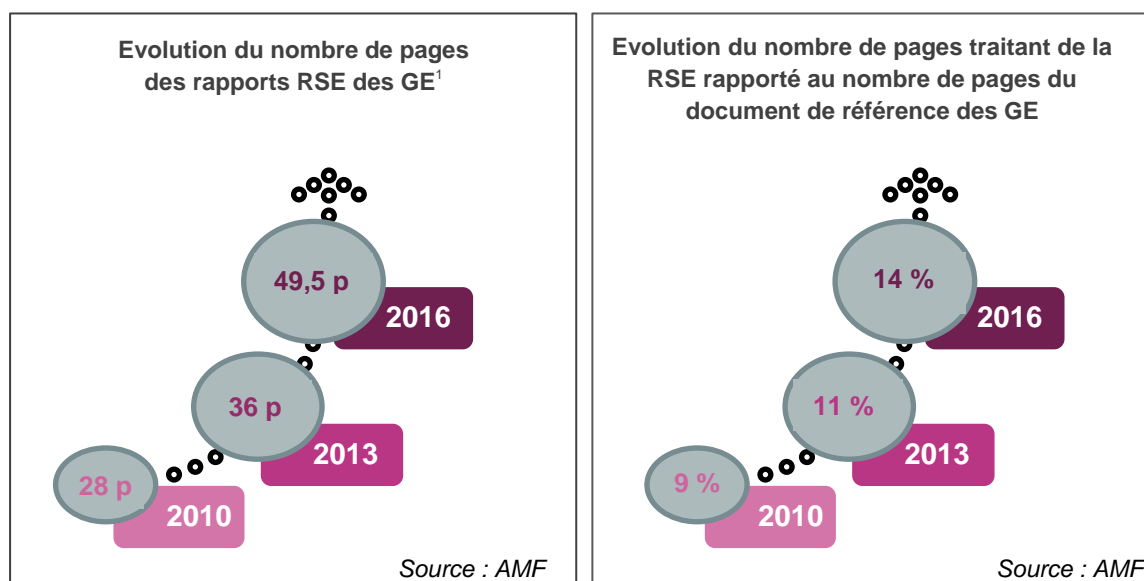 Evolution du nombre de pages
des rapports RSE des GE¹
49,5 p
2016
36 p
2013
28 p
2010
Source : AMF
Evolution du nombre de pages traitant de la
RSE rapporté au nombre de pages du
document de référence des GE
14 %
2016
11 %
2013
9 %
2010
Source : AMF